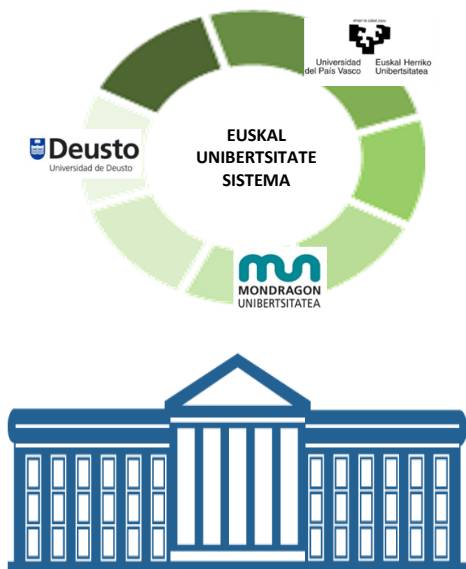 Universidad del País Vasco
Euskal Herriko Unibertsitatea
Deusto
Universidad de Deusto
EUSKAL
UNIBERTSITATE
SISTEMA
MONDRAGON
UNIBERTSITATEA